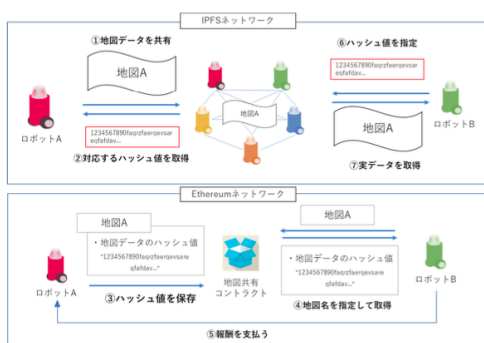 IPFSネットワーク
①地図データを共有
地図A
ロボットA
1234567890faqrzfaerqevsar
eqfafdav...
②対応するハッシュ値を取得
地図A
⑥ハッシュ値を指定
1234567890faqrzfaerqevsar
eqfafdav...
地図A
ロボットB
⑦実データを取得
Ethereumネットワーク
地図A
・地図データのハッシュ値
"1234567890faqrzfaerqevsare
qfafdav..."
ロボットA
③ハッシュ値を保存
地図共有
コントラクト
地図A
・地図データのハッシュ値
"1234567890faqrzfaerqevsare
qfafdav..."
④地図名を指定して取得
ロボットB
⑤報酬を支払う